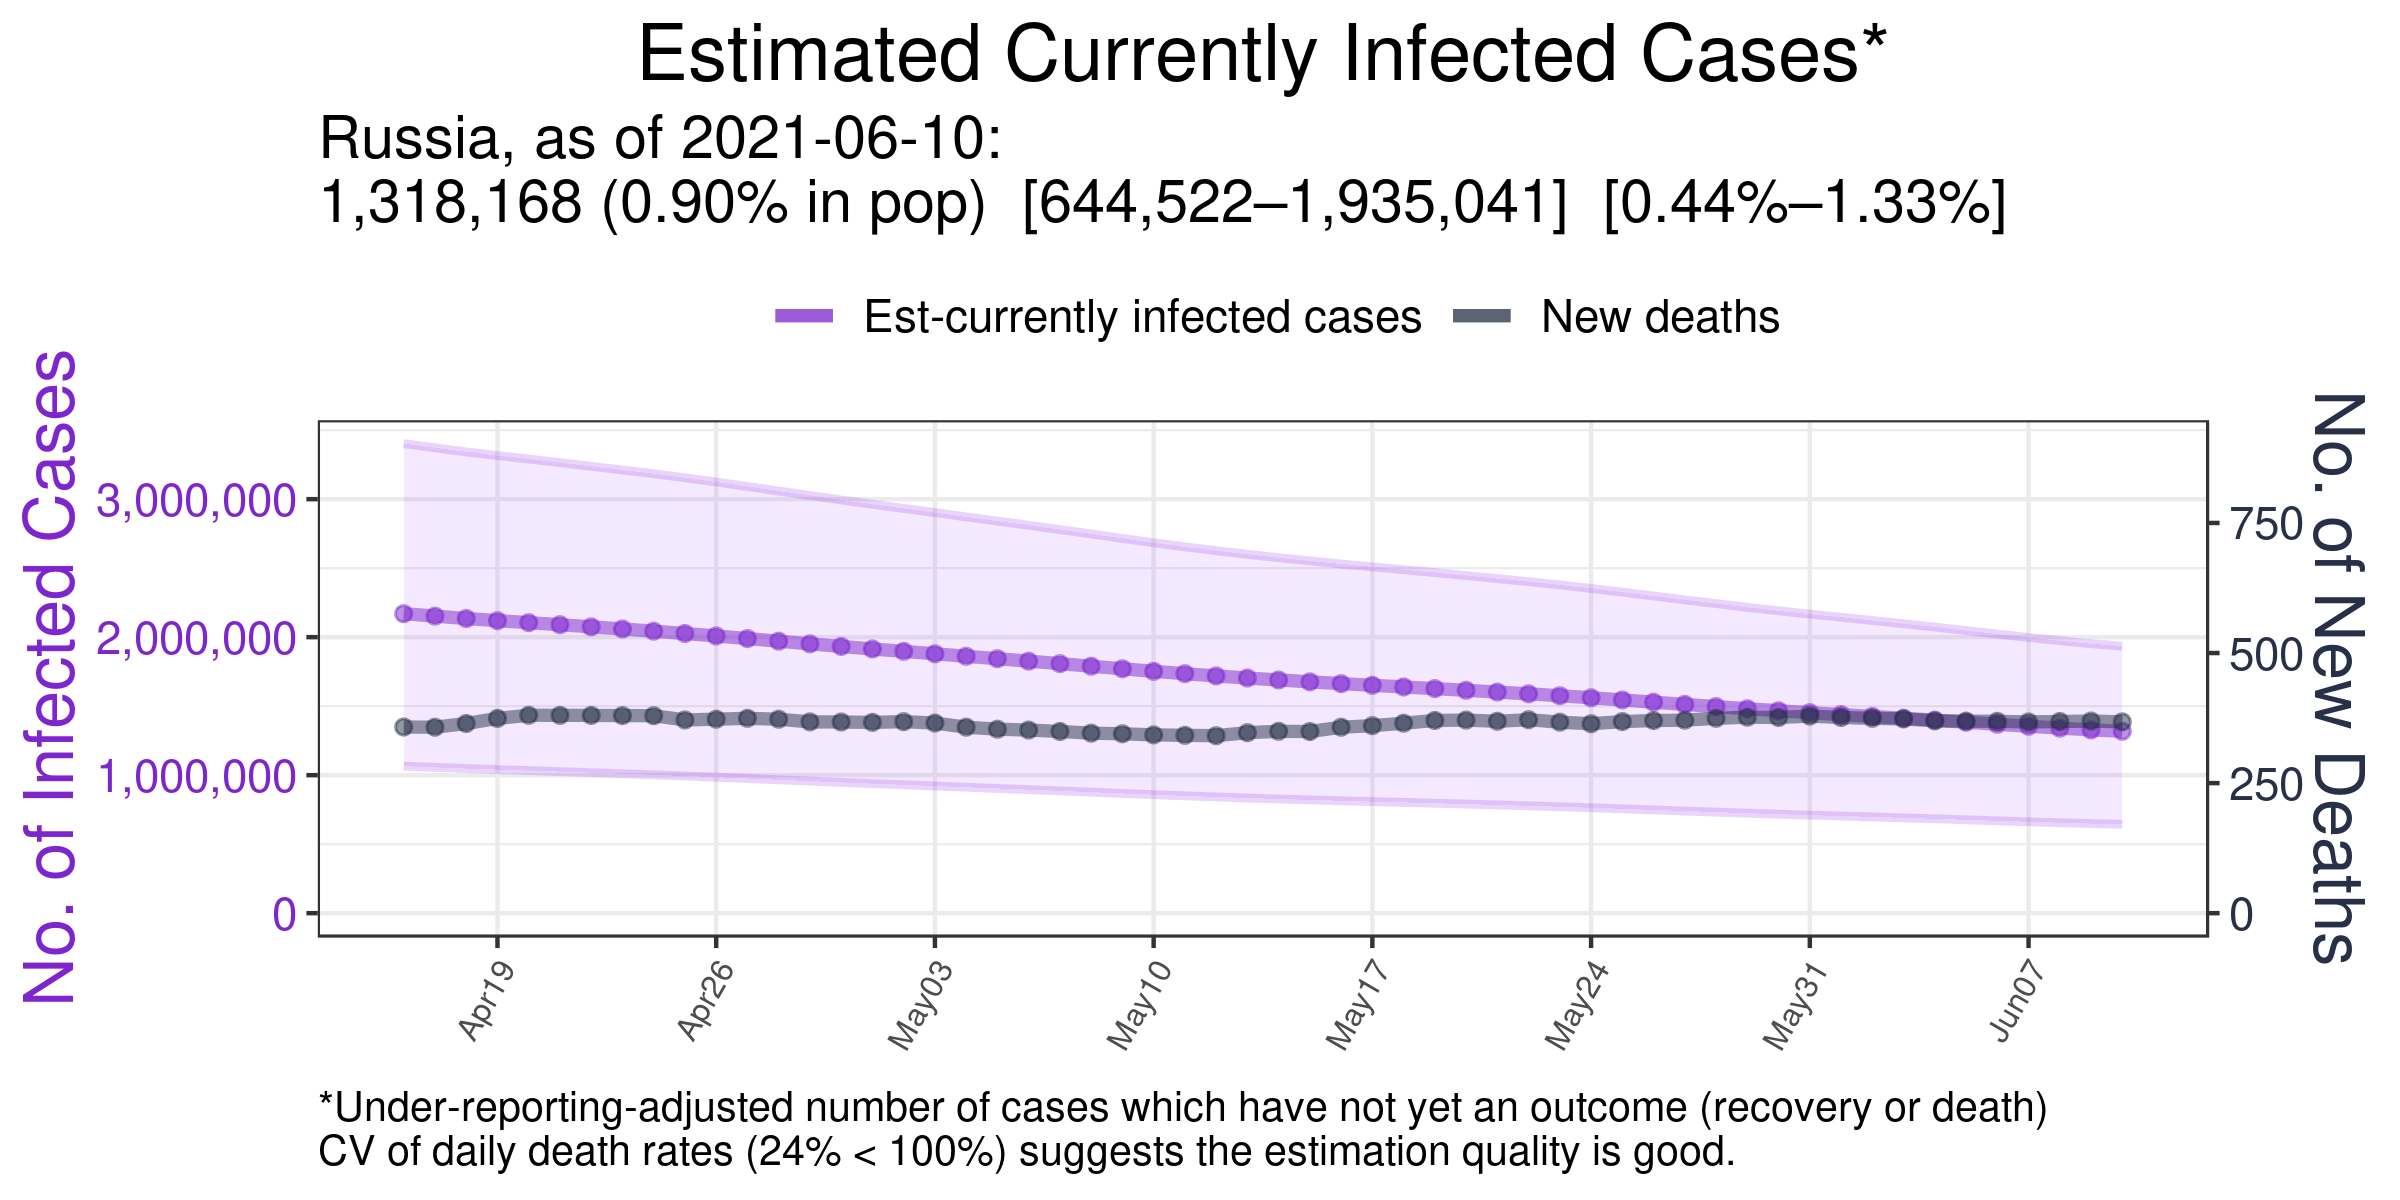 Estimated Currently Infected Cases*
Russia, as of 2021-06-10:
1,318,168 (0.90% in pop)  [644,522–1,935,041]  [0.44%–1.33%]
Est-currently infected cases
New deaths
No. of Infected Cases
3,000,000
2,000,000
1,000,000
0
750
500
250
0
No. of New Deaths
Apr19
Apr26
May03
May10
May17
May24
May31
Jun07
*Under-reporting-adjusted number of cases which have not yet an outcome (recovery or death)
CV of daily death rates (24% < 100%) suggests the estimation quality is good.